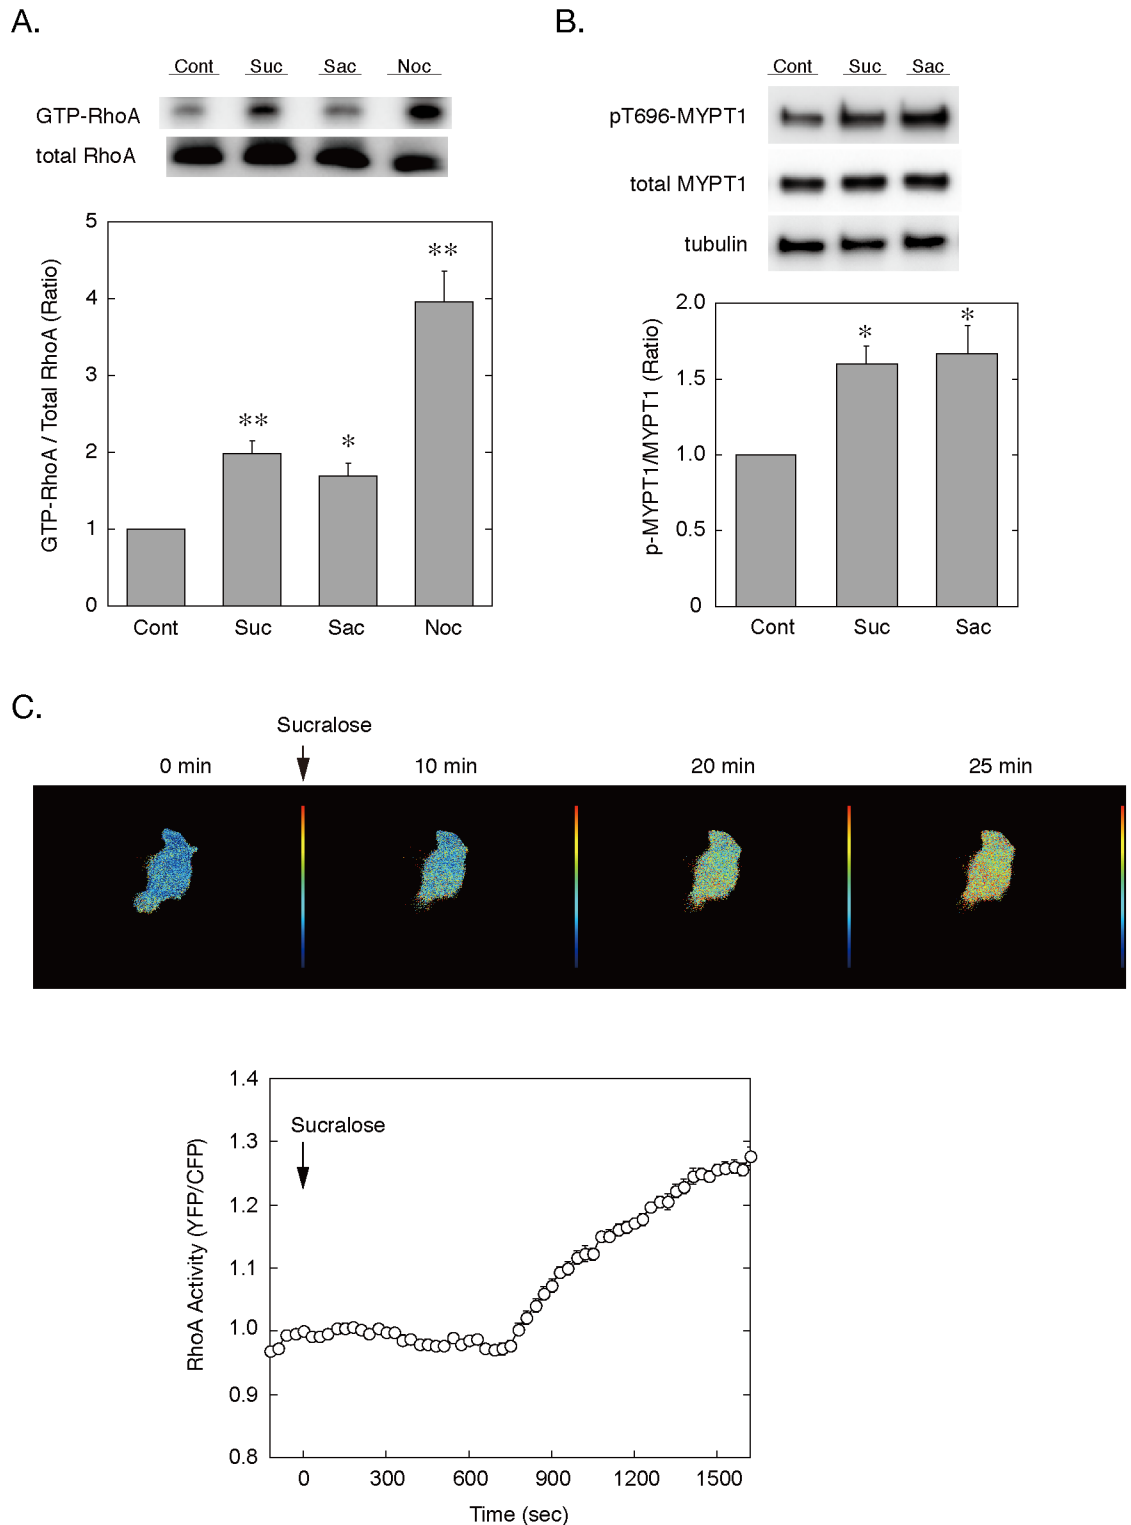 A.
Cont Suc Sac Noc
GTP-RhoA
total RhoA
GTP-RhoA / Total RhoA (Ratio)
5
4
3
2
1
0
**
*
**
Cont Suc Sac Noc
B.
Cont Suc Sac
pT696-MYPT1
total MYPT1
tubulin
p-MYPT1/MYPT1 (Ratio)
2.0
1.5
1.0
0.5
0
*
*
Cont Suc Sac
C.
Sucralose
0 min 10 min 20 min 25 min
RhoA Activity (YFP/CFP)
1.4
1.3
1.2
1.1
1.0
0.9
0.8
Sucralose
0 300 600 900 1200 1500
Time (sec)